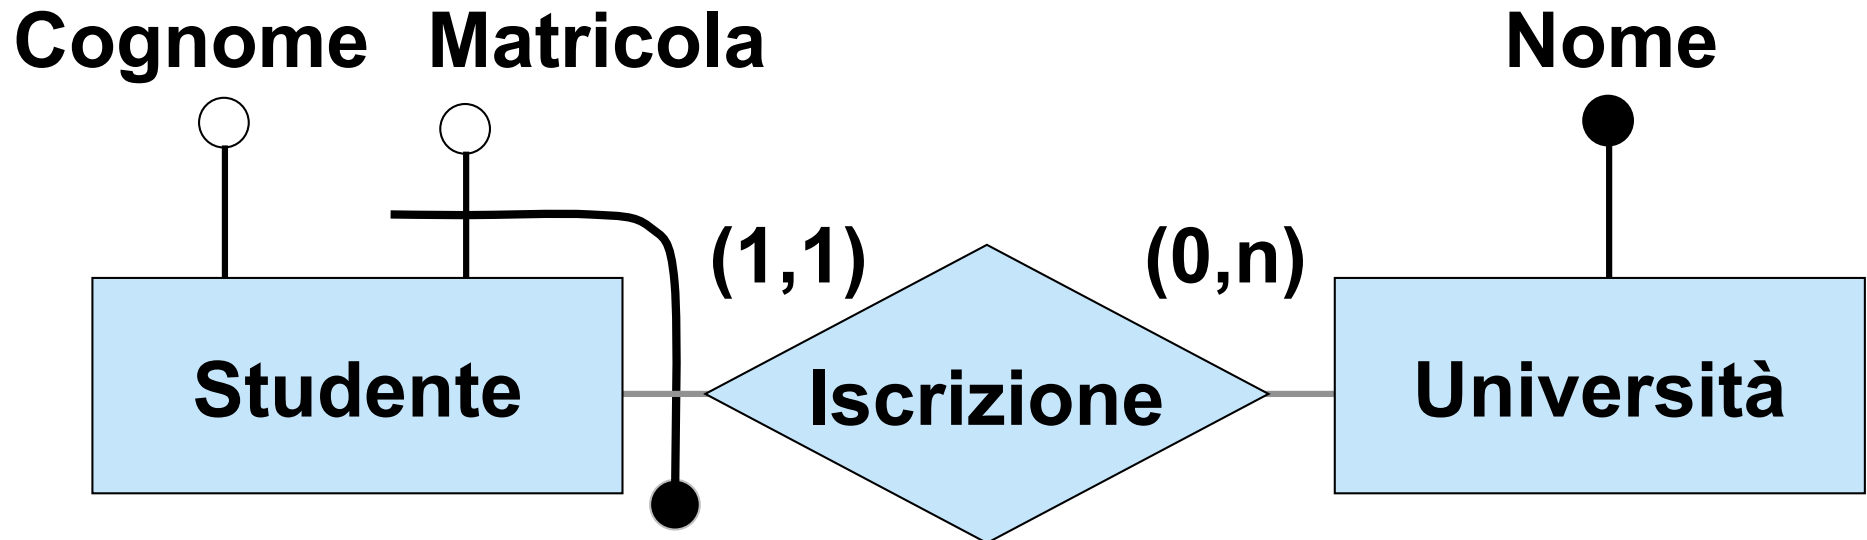 Cognome Matricola Nome
(1,1) (0,n)
Studente Iscrizione Università